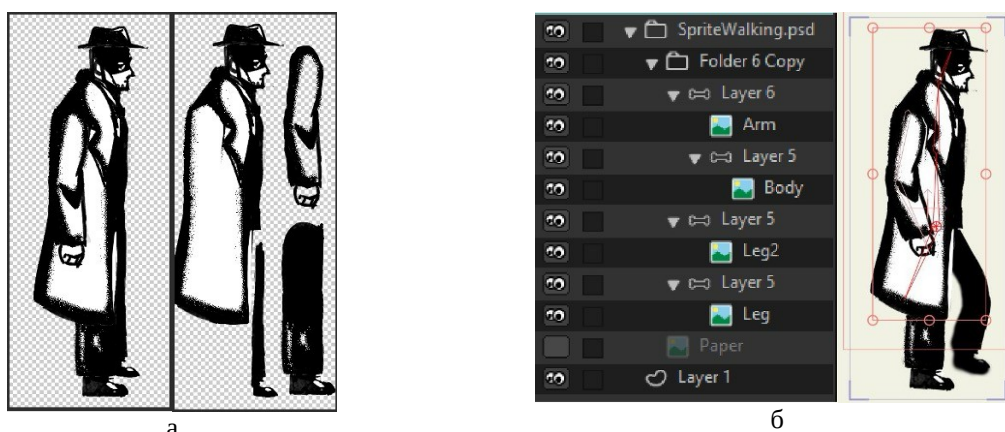 SpriteWalking.psd
Folder 6 Copy
Layer 6
Arm
Layer 5
Body
Layer 5
Leg2
Layer 5
Leg
Paper
Layer 1
а
б